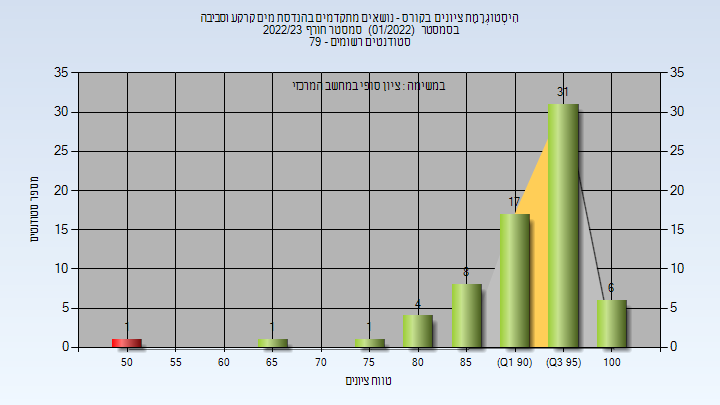 היסטוגרמת ציונים בקורס - נושאים מתקדמים בהנדסת מים קרקע וסביבה
בסמסטר (01/2022) סמסטר חורף 2022/23
סטודנטים רשומים - 79
במשימה : ציון סופי במחשב המרכזי
מספר סטודנטים
35 35
30 30
25 25
20 20
15 15
10 10
5 5
0 0
1 1 1 4 8 17 31 6
50 55 60 65 70 75 80 85 (Q1 90) (Q3 95) 100
טווח ציונים